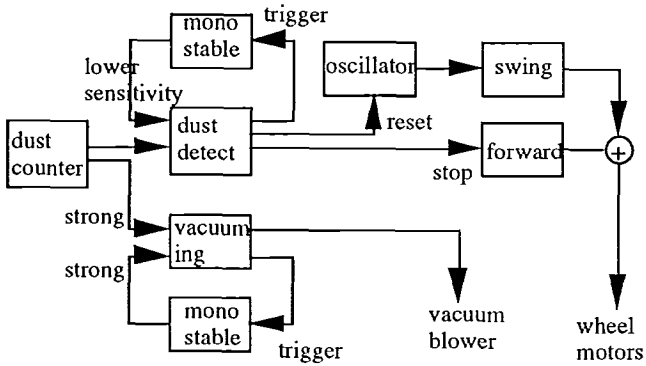 mono
stable
trigger
oscillator
swing
lower
sensitivity
dust
detect
reset
dust
counter
stop
forward
+
strong
vacuum
ing
strong
mono
stable
trigger
vacuum
blower
wheel
motors